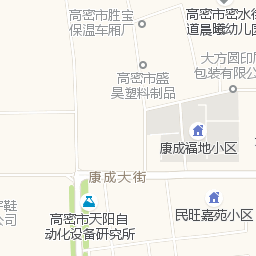 高密市胜宝
保温车厢厂
高密市密水街
道晨曦幼儿园
大方圆印
包装有限公
高密市盛
昊塑料制品
康成福地小区
康成大街
高密市天阳自
动化设备研究所
民旺嘉苑小区
鞋
公司